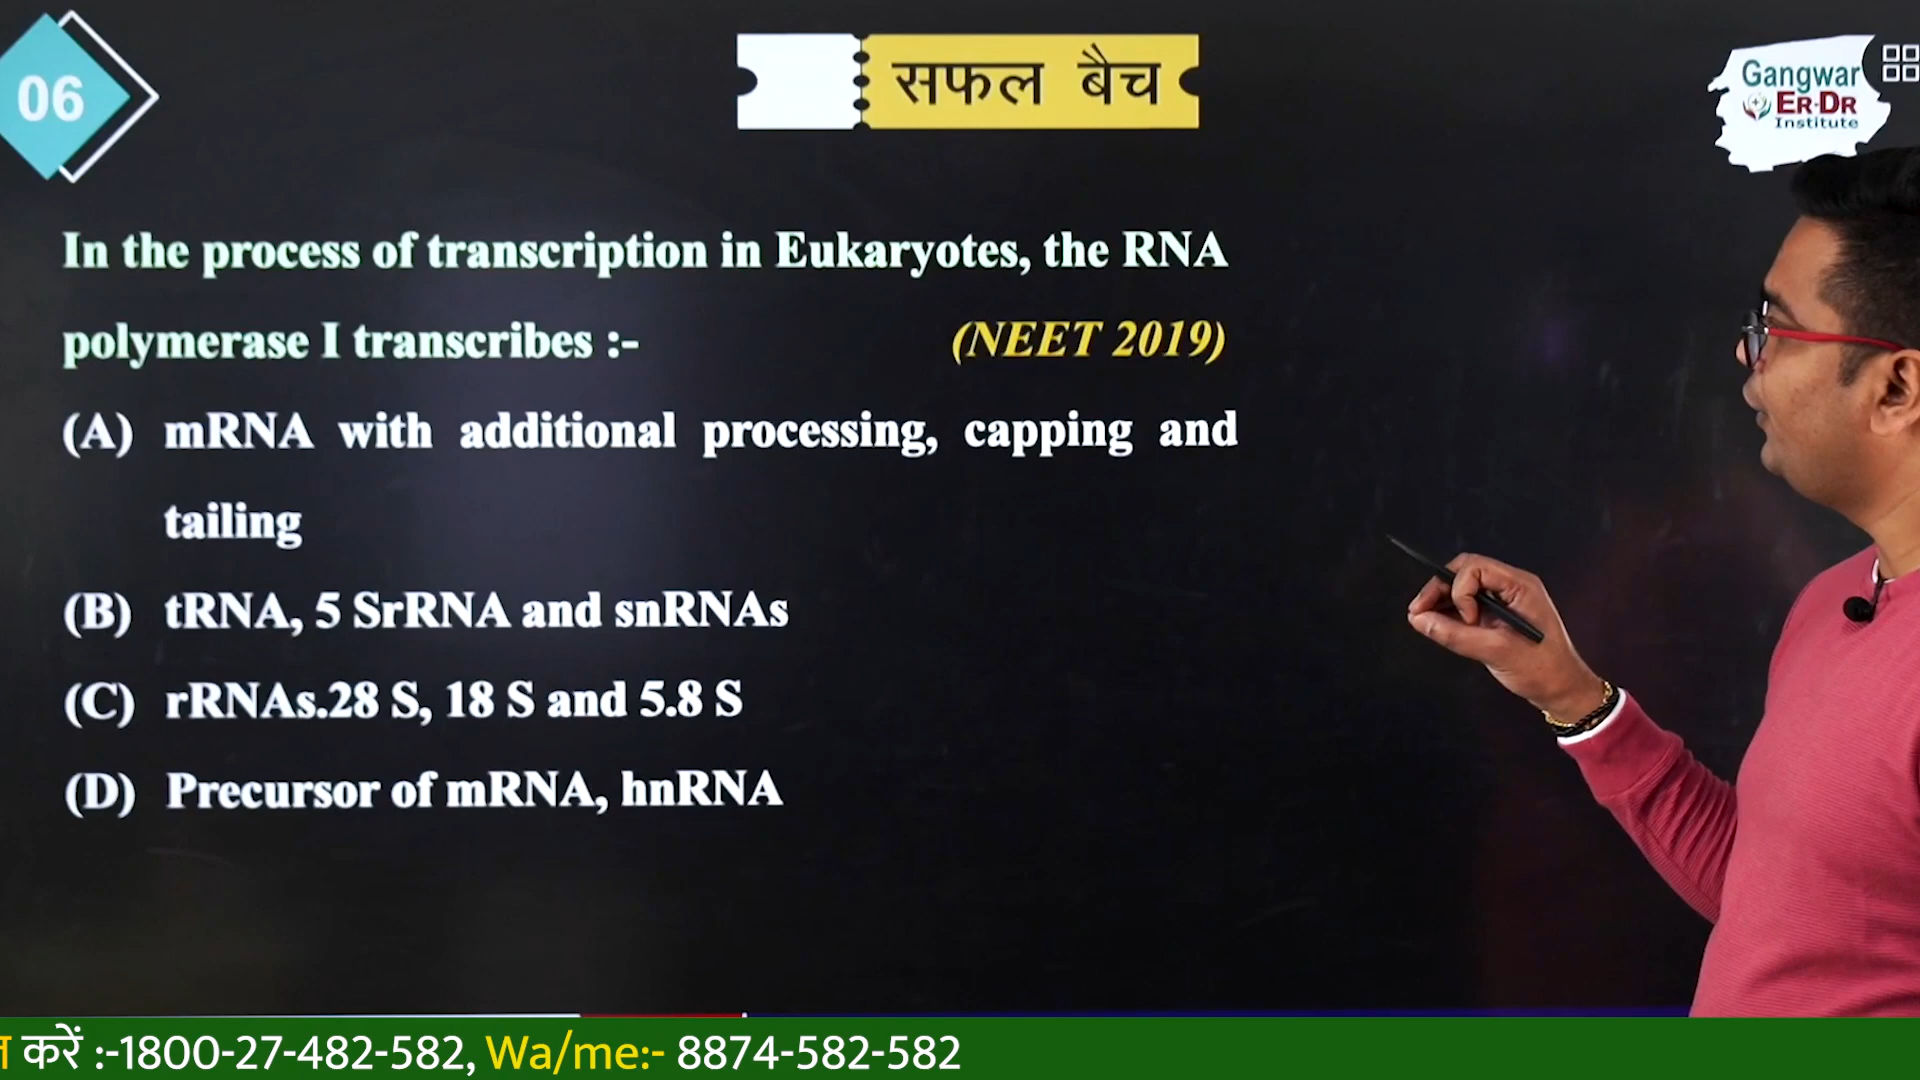 06
सफल बैच
Gangwar
ER-DR
Institute
In the process of transcription in Eukaryotes, the RNA
polymerase I transcribes :- (NEET 2019)
(A) mRNA with additional processing, capping and
tailing
(B) tRNA, 5 SrRNA and snRNAs
(C) rRNAs.28 S, 18 S and 5.8 S
(D) Precursor of mRNA, hnRNA
करें :-1800-27-482-582, Wa/me:- 8874-582-582